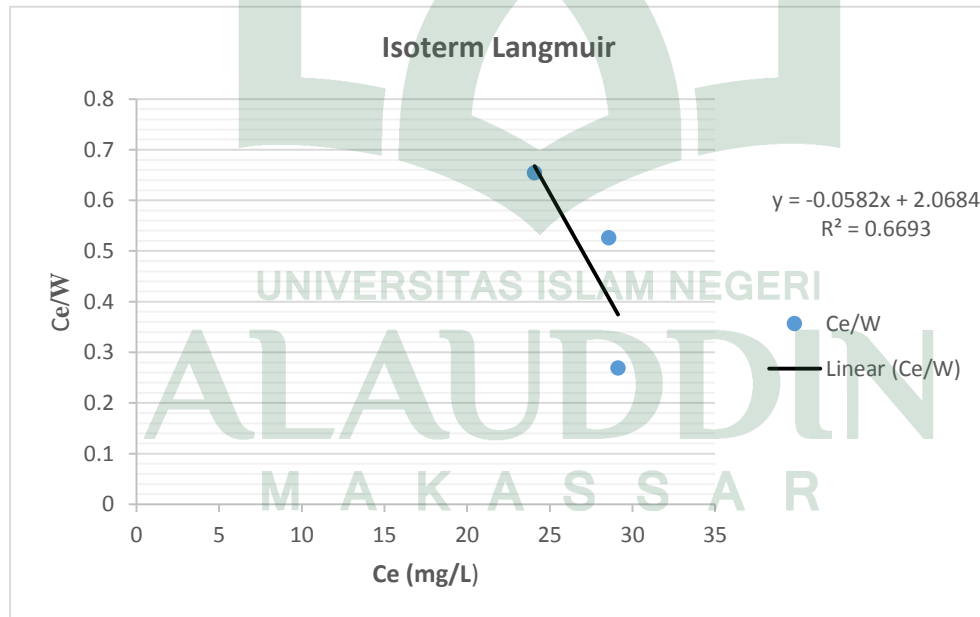 Isoterm Langmuir
0.8
0.7
0.6
0.5
0.4
0.3
0.2
0.1
0
0 5 10 15 20 25 30 35
Ce/W
Ce (mg/L)
y = -0.0582x + 2.0684
R² = 0.6693
Ce/W
Linear (Ce/W)
UNIVERSITAS ISLAM NEGERI
ALAUDDIN
MAKASSAR